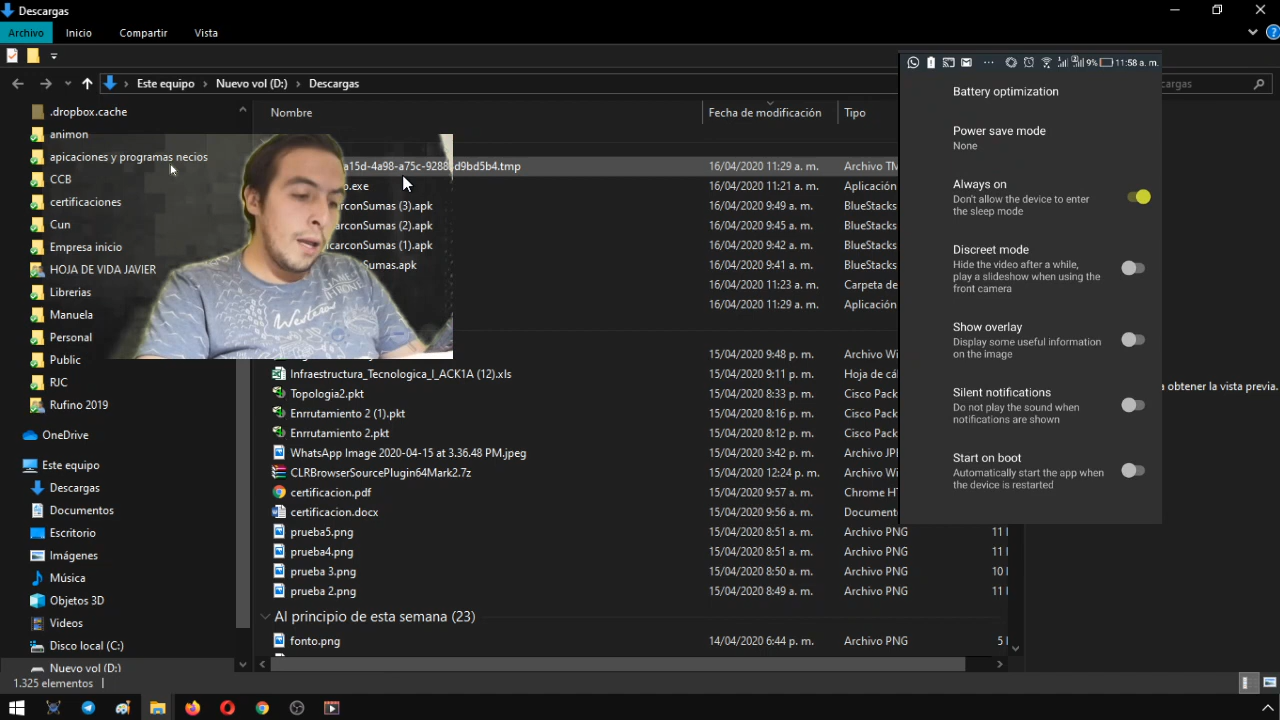 Descargas
Archivo
Inicio
Compartir
Vista
Este equipo
Nuevo vol (D:)
Descargas
cargas
Nombre
Fecha de modificación
Tipo
.dropbox.cache
animon
apicaciones y programas necios
CCB
certificaciones
Cun
Empresa inicio
HOJA DE VIDA JAVIER
Librerias
Manuela
Personal
Public
RJC
Rufino 2019
OneDrive
Este equipo
Descargas
Escritorio
Imágenes
Música
Objetos 3D
Videos
Disco local (C:)
Nuevo vol (D:)
16/04/2020 11:29 a. m. Archivo TM
o.exe 16/04/2020 11:21 a. m. Aplicación
arconSumas (3).apk 16/04/2020 9:49 a. m. BlueStacks
arconSumas (2).apk 16/04/2020 9:45 a. m. BlueStacks
arconSumas (1).apk 16/04/2020 9:42 a. m. BlueStacks
Sumas.apk 16/04/2020 9:41 a. m. BlueStacks
16/04/2020 11:23 a. m. Carpeta de
16/04/2020 11:29 a. m. Aplicación
15/04/2020 9:48 p. m. Archivo Wi
Infraestructura_Tecnologica_I_ACK1A (12).xls 15/04/2020 9:11 p. m. Hoja de cál
Topologia2.pkt 15/04/2020 8:33 p. m. Cisco Pack
Enrrutamiento 2 (1).pkt 15/04/2020 8:16 p. m. Cisco Pack
Enrrutamiento 2.pkt 15/04/2020 8:12 p. m. Cisco Pack
WhatsApp Image 2020-04-15 at 3.36.48 PM.jpeg 15/04/2020 3:42 p. m. Archivo JPI
CLRBrowserSourcePlugin64Mark2.7z 15/04/2020 12:24 p. m. Archivo Wi
certificacion.pdf 15/04/2020 9:57 a. m. Chrome HT
certificacion.docx 15/04/2020 9:56 a. m. Documento
prueba5.png 15/04/2020 8:51 a. m. Archivo PNG 11 l
prueba4.png 15/04/2020 8:51 a. m. Archivo PNG 11 l
prueba 3.png 15/04/2020 8:50 a. m. Archivo PNG 10 l
prueba 2.png 15/04/2020 8:49 a. m. Archivo PNG 11 l
Al principio de esta semana (23)
fonto.png 14/04/2020 6:44 p. m. Archivo PNG 5 l
a obtener la vista previa.
9% 11:58 a. m.
Battery optimization
Power save mode
None
Always on
Don't allow the device to enter
the sleep mode
Discreet mode
Hide the video after a while,
play a slideshow when using the
front camera
Show overlay
Display some useful information
on the image
Silent notifications
Do not play the sound when
notifications are shown
Start on boot
Automatically start the app when
the device is restarted
1.325 elementos